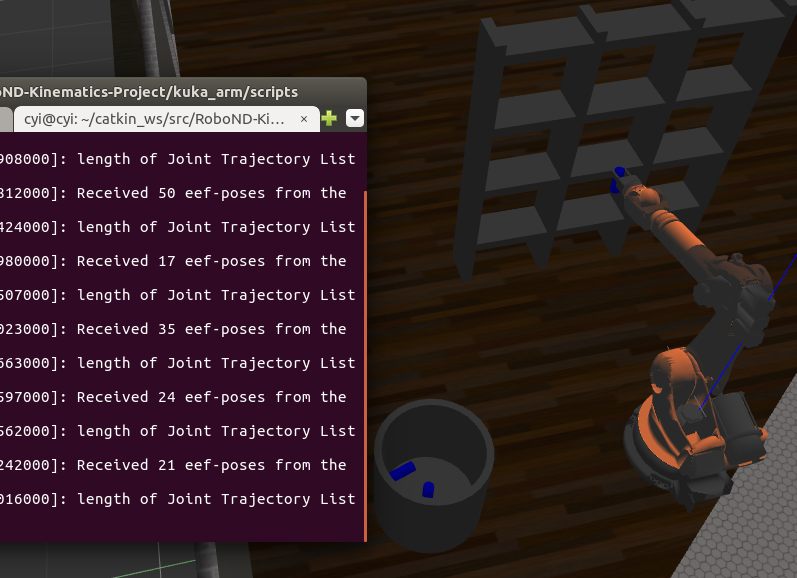 ND-Kinematics-Project/kuka_arm/scripts
cyi@cyi: ~/catkin_ws/src/RoboND-Ki... ×
908000]: length of Joint Trajectory List
812000]: Received 50 eef-poses from the
424000]: length of Joint Trajectory List
980000]: Received 17 eef-poses from the
507000]: length of Joint Trajectory List
023000]: Received 35 eef-poses from the
663000]: length of Joint Trajectory List
597000]: Received 24 eef-poses from the
562000]: length of Joint Trajectory List
242000]: Received 21 eef-poses from the
016000]: length of Joint Trajectory List